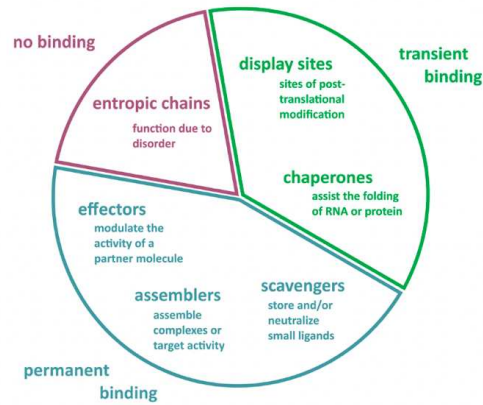 no binding
entropic chains
function due to
disorder
display sites
sites of post-
translational
modification
transient
binding
chaperones
assist the folding
of RNA or protein
effectors
modulate the
activity of a
partner molecule
assemblers
assemble
complexes or
target activity
scavengers
store and/or
neutralize
small ligands
permanent
binding